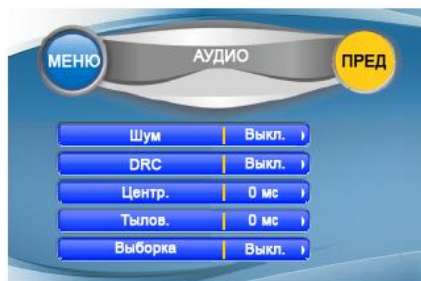 МЕНЮ
АУДИО
ПРЕД
Шум Выкл.
DRC Выкл.
Центр. 0 мс
Тылов. 0 мс
Выборка Выкл.